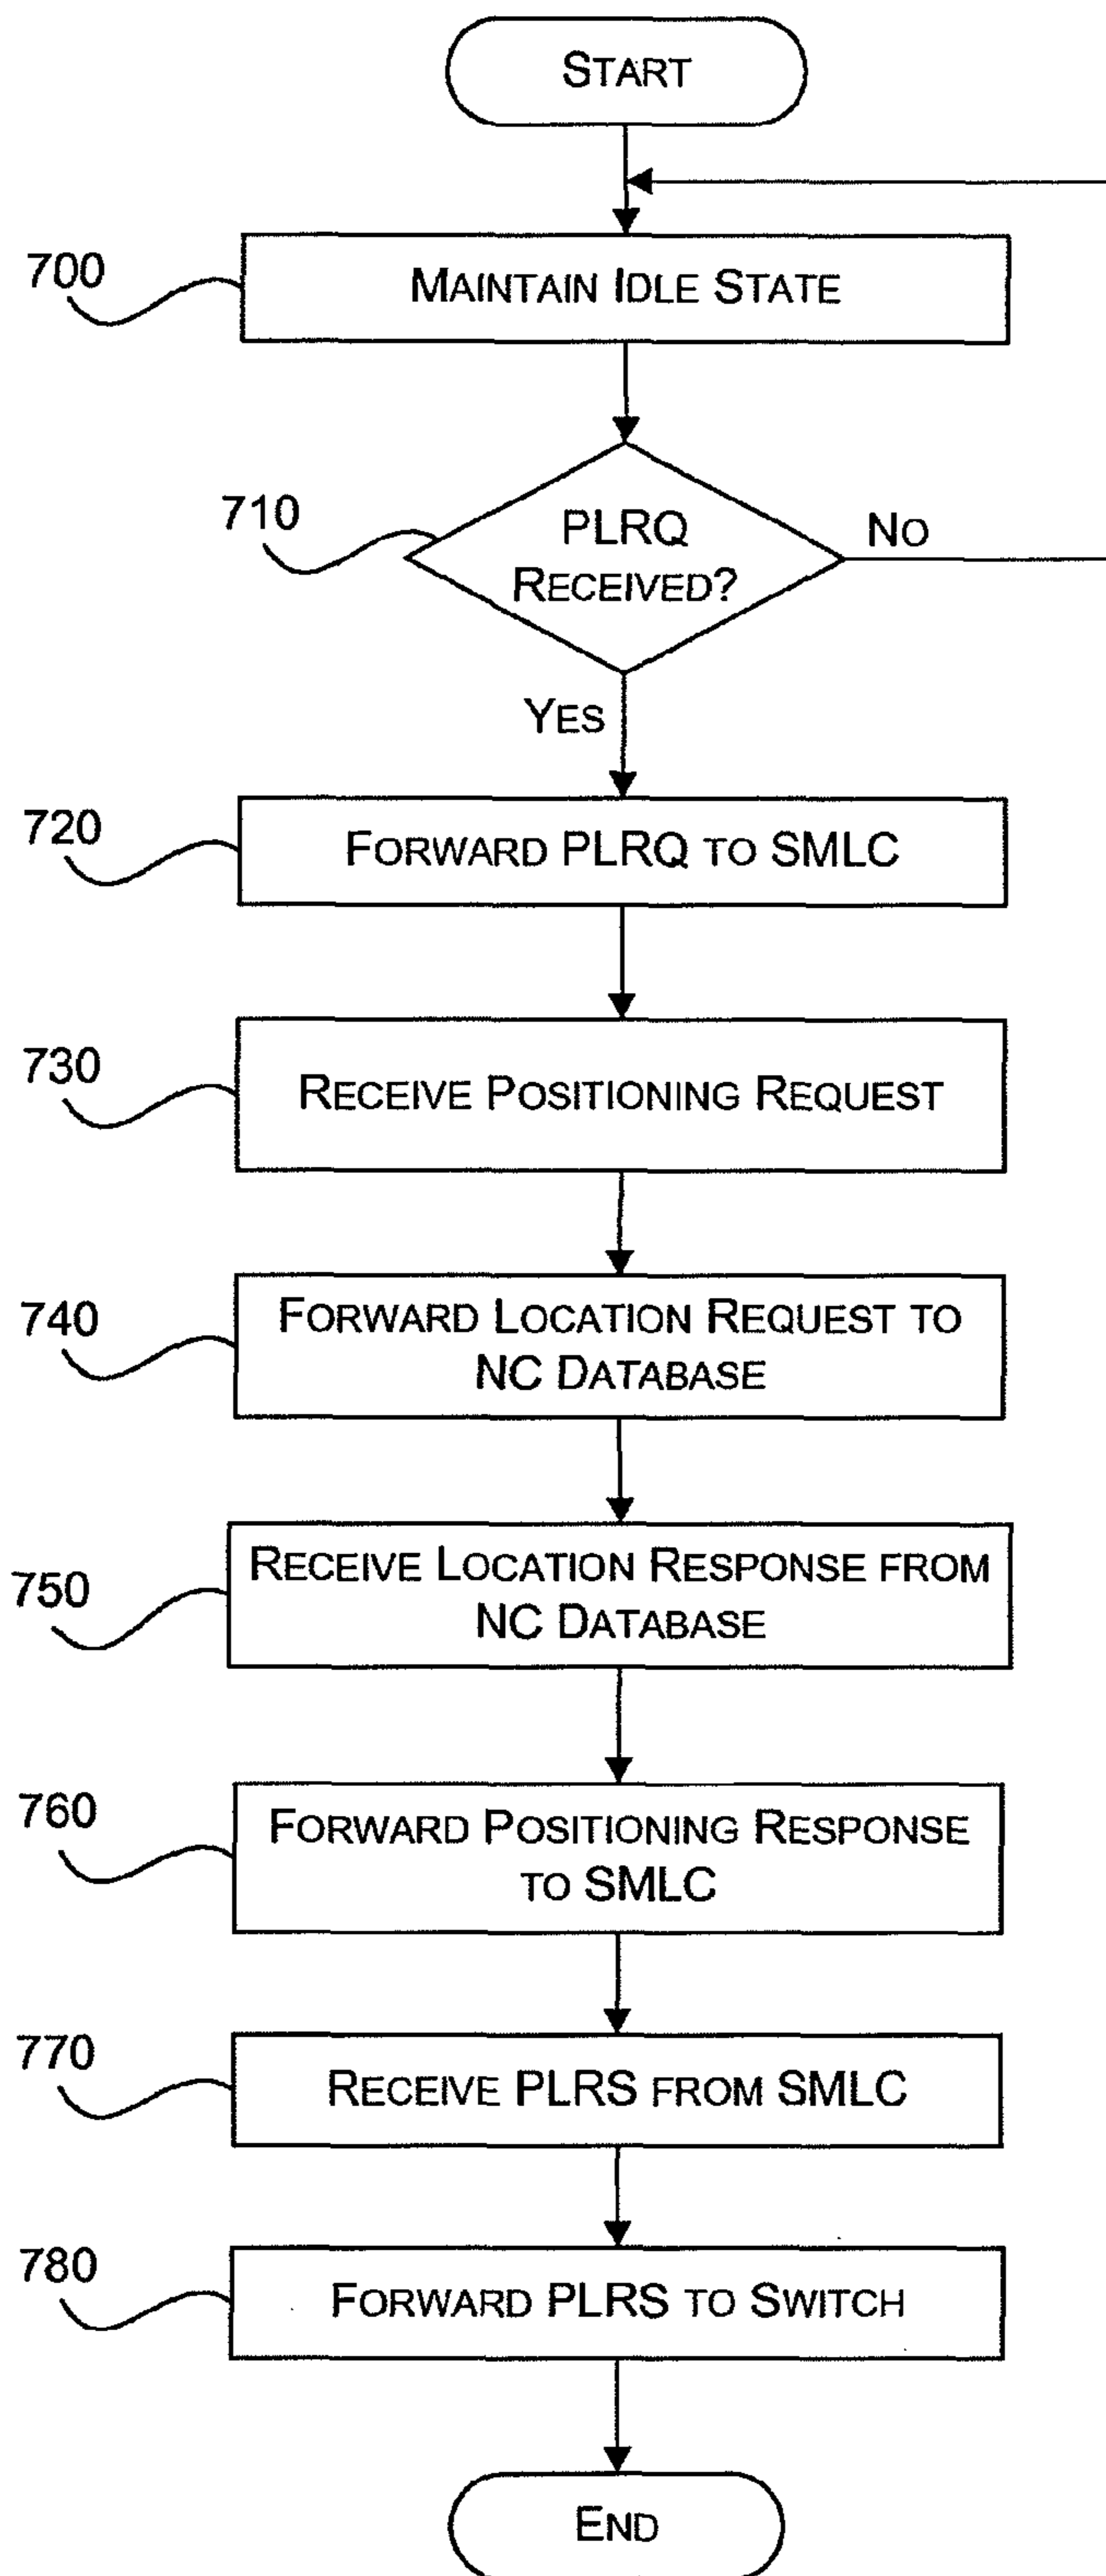 START
700
MAINTAIN IDLE STATE
710
PLRQ
RECEIVED?
NO
YES
720
FORWARD PLRQ TO SMLC
730
RECEIVE POSITIONING REQUEST
740
FORWARD LOCATION REQUEST TO
NC DATABASE
750
RECEIVE LOCATION RESPONSE FROM
NC DATABASE
760
FORWARD POSITIONING RESPONSE
TO SMLC
770
RECEIVE PLRS FROM SMLC
780
FORWARD PLRS TO SWITCH
END